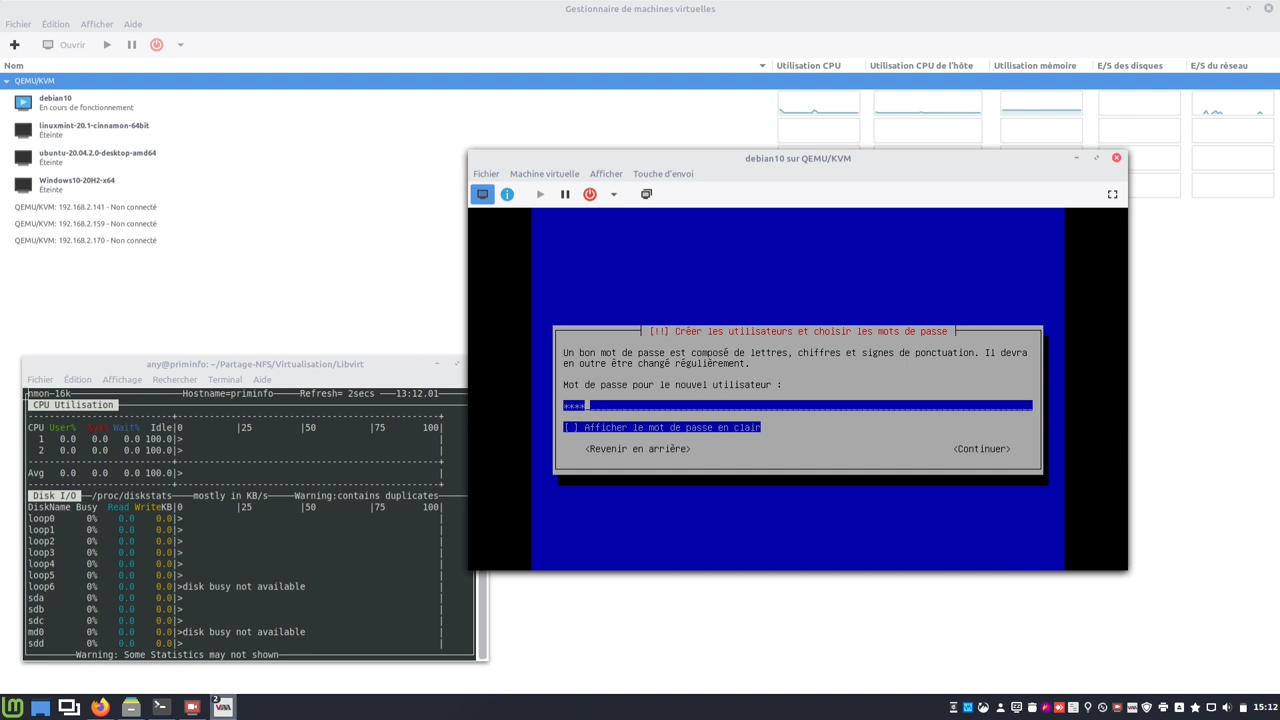 Gestionnaire de machines virtuelles
Fichier Édition Afficher Aide
Ouvrir
Nom Utilisation CPU Utilisation CPU de l'hôte Utilisation mémoire E/S des disques E/S du réseau
QEMU/KVM
debian10
En cours de fonctionnement
linuxmint-20.1-cinnamon-64bit
Éteinte
ubuntu-20.04.2.0-desktop-amd64
Éteinte
Windows10-20H2-x64
Éteinte
QEMU/KVM: 192.168.2.141 - Non connecté
QEMU/KVM: 192.168.2.159 - Non connecté
QEMU/KVM: 192.168.2.170 - Non connecté
debian10 sur QEMU/KVM
Fichier Machine virtuelle Afficher Touche d'envoi
[!!] Créer les utilisateurs et choisir les mots de passe
Un bon mot de passe est composé de lettres, chiffres et signes de ponctuation. Il devra
en outre être changé régulièrement.
Mot de passe pour le nouvel utilisateur :
****
[ ] Afficher le mot de passe en clair
<Revenir en arrière> <Continuer>
any@priminfo: ~/Partage-NFS/Virtualisation/Libvirt
Fichier Édition Affichage Rechercher Terminal Aide
nmon-16k Hostname=priminfo Refresh= 2secs 13:12.01
CPU Utilisation
CPU User% Sys% Wait% Idle|0 |25 |50 |75 100|
1 0.0 0.0 0.0 100.0|>
2 0.0 0.0 0.0 100.0|>
Avg 0.0 0.0 0.0 100.0|>
Disk I/O /proc/diskstats mostly in KB/s Warning:contains duplicates
DiskName Busy Read WriteKB|0 |25 |50 |75 100|
loop0 0% 0.0 0.0|>
loop1 0% 0.0 0.0|>
loop2 0% 0.0 0.0|>
loop3 0% 0.0 0.0|>
loop4 0% 0.0 0.0|>
loop5 0% 0.0 0.0|>
loop6 0% 0.0 0.0|>disk busy not available
sda 0% 0.0 0.0|>
sdb 0% 0.0 0.0|>
sdc 0% 0.0 0.0|>
md0 0% 0.0 0.0|>disk busy not available
sdd 0% 0.0 0.0|>
Warning: Some Statistics may not shown
15:12